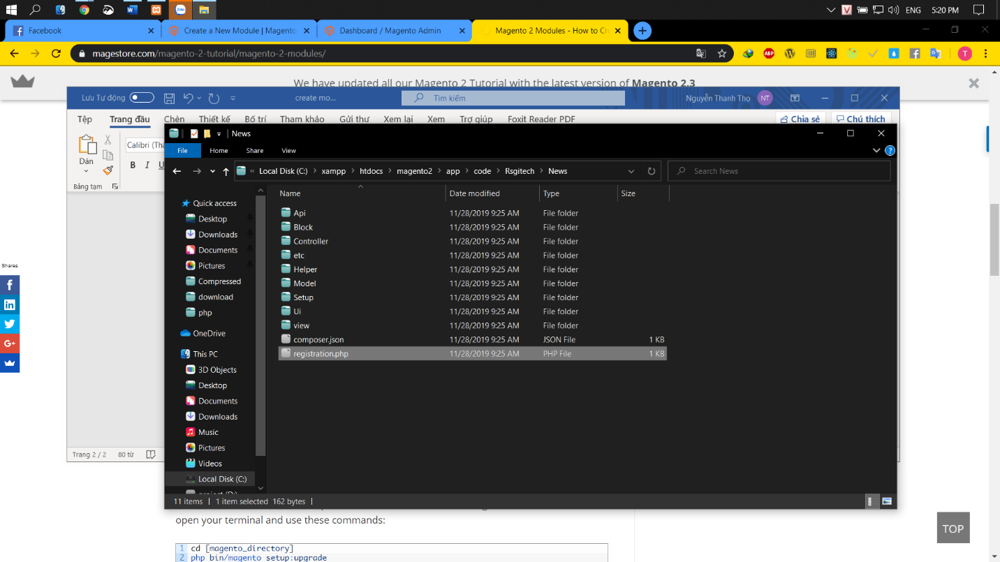 ENG
5:20 PM
Facebook
Create a New Module | Magento
Dashboard / Magento Admin
Magento 2 Modules - How to Cr
magestore.com/magento-2-tutorial/magento-2-modules/
ABP
T
We have updated all our Magento 2 Tutorial with the latest version of Magento 2.3
Lưu Tự động
create mo...
Tìm kiếm
Nguyễn Thanh Thọ
NT
Tệp
Trang đầu
Chèn
Thiết kế
Bố trí
Tham khảo
Gửi thư
Xem lại
Xem
Trợ giúp
Foxit Reader PDF
Chia sẻ
Chú thích
Dán
Calibri (Thâ
B I U
Bảng tạm
News
File
Home
Share
View
« Local Disk (C:) > xampp > htdocs > magento2 > app > code > Rsgitech > News
Search News
Quick access
Desktop
Downloads
Documents
Pictures
Compressed
download
php
OneDrive
This PC
3D Objects
Desktop
Documents
Downloads
Music
Pictures
Videos
Local Disk (C:)
project (D:)
Name Date modified Type Size
Api 11/28/2019 9:25 AM File folder
Block 11/28/2019 9:25 AM File folder
Controller 11/28/2019 9:25 AM File folder
etc 11/28/2019 9:25 AM File folder
Helper 11/28/2019 9:25 AM File folder
Model 11/28/2019 9:25 AM File folder
Setup 11/28/2019 9:25 AM File folder
Ui 11/28/2019 9:25 AM File folder
view 11/28/2019 9:25 AM File folder
composer.json 11/28/2019 9:25 AM JSON File 1 KB
registration.php 11/28/2019 9:25 AM PHP File 1 KB
11 items
1 item selected 162 bytes
Shares
Trang 2 / 2
80 từ
open your terminal and use these commands:
1 cd [magento_directory]
2 php bin/magento setup:upgrade
TOP